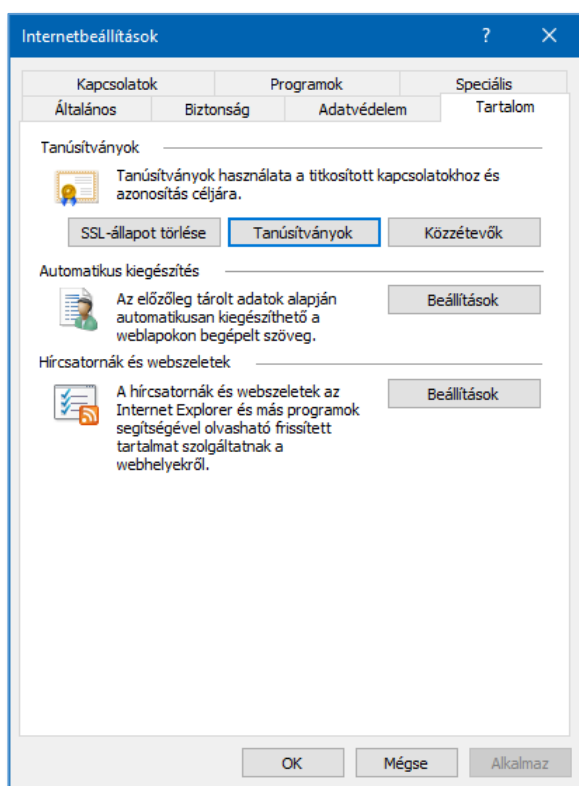 Internetbeállítások ? ✕
Kapcsolatok Programok Speciális
Általános Biztonság Adatvédelem Tartalom
Tanúsítványok
Tanúsítványok használata a titkosított kapcsolatokhoz és
azonosítás céljára.
SSL-állapot törlése Tanúsítványok Közzétevők
Automatikus kiegészítés
Az előzőleg tárolt adatok alapján
automatikusan kiegészíthető a
weblapokon begépelt szöveg.
Beállítások
Hírcsatornák és webszeletek
A hírcsatornák és webszeletek az
Internet Explorer és más programok
segítségével olvasható frissített
tartalmat szolgáltatnak a
webhelyekről.
Beállítások
OK Mégse Alkalmaz